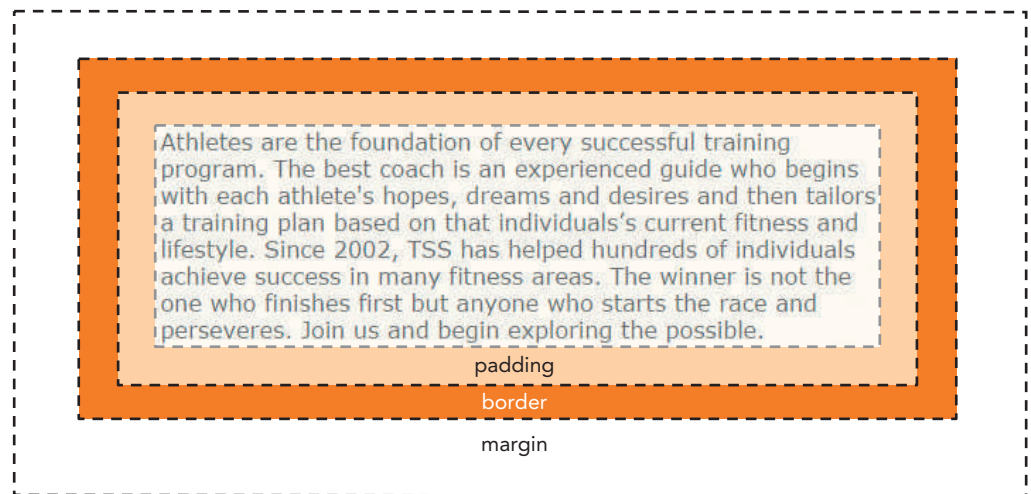 Athletes are the foundation of every successful training
program. The best coach is an experienced guide who begins
with each athlete's hopes, dreams and desires and then tailors
a training plan based on that individuals’s current fitness and
lifestyle. Since 2002, TSS has helped hundreds of individuals
achieve success in many fitness areas. The winner is not the
one who finishes first but anyone who starts the race and
perseveres. Join us and begin exploring the possible.
padding
border
margin